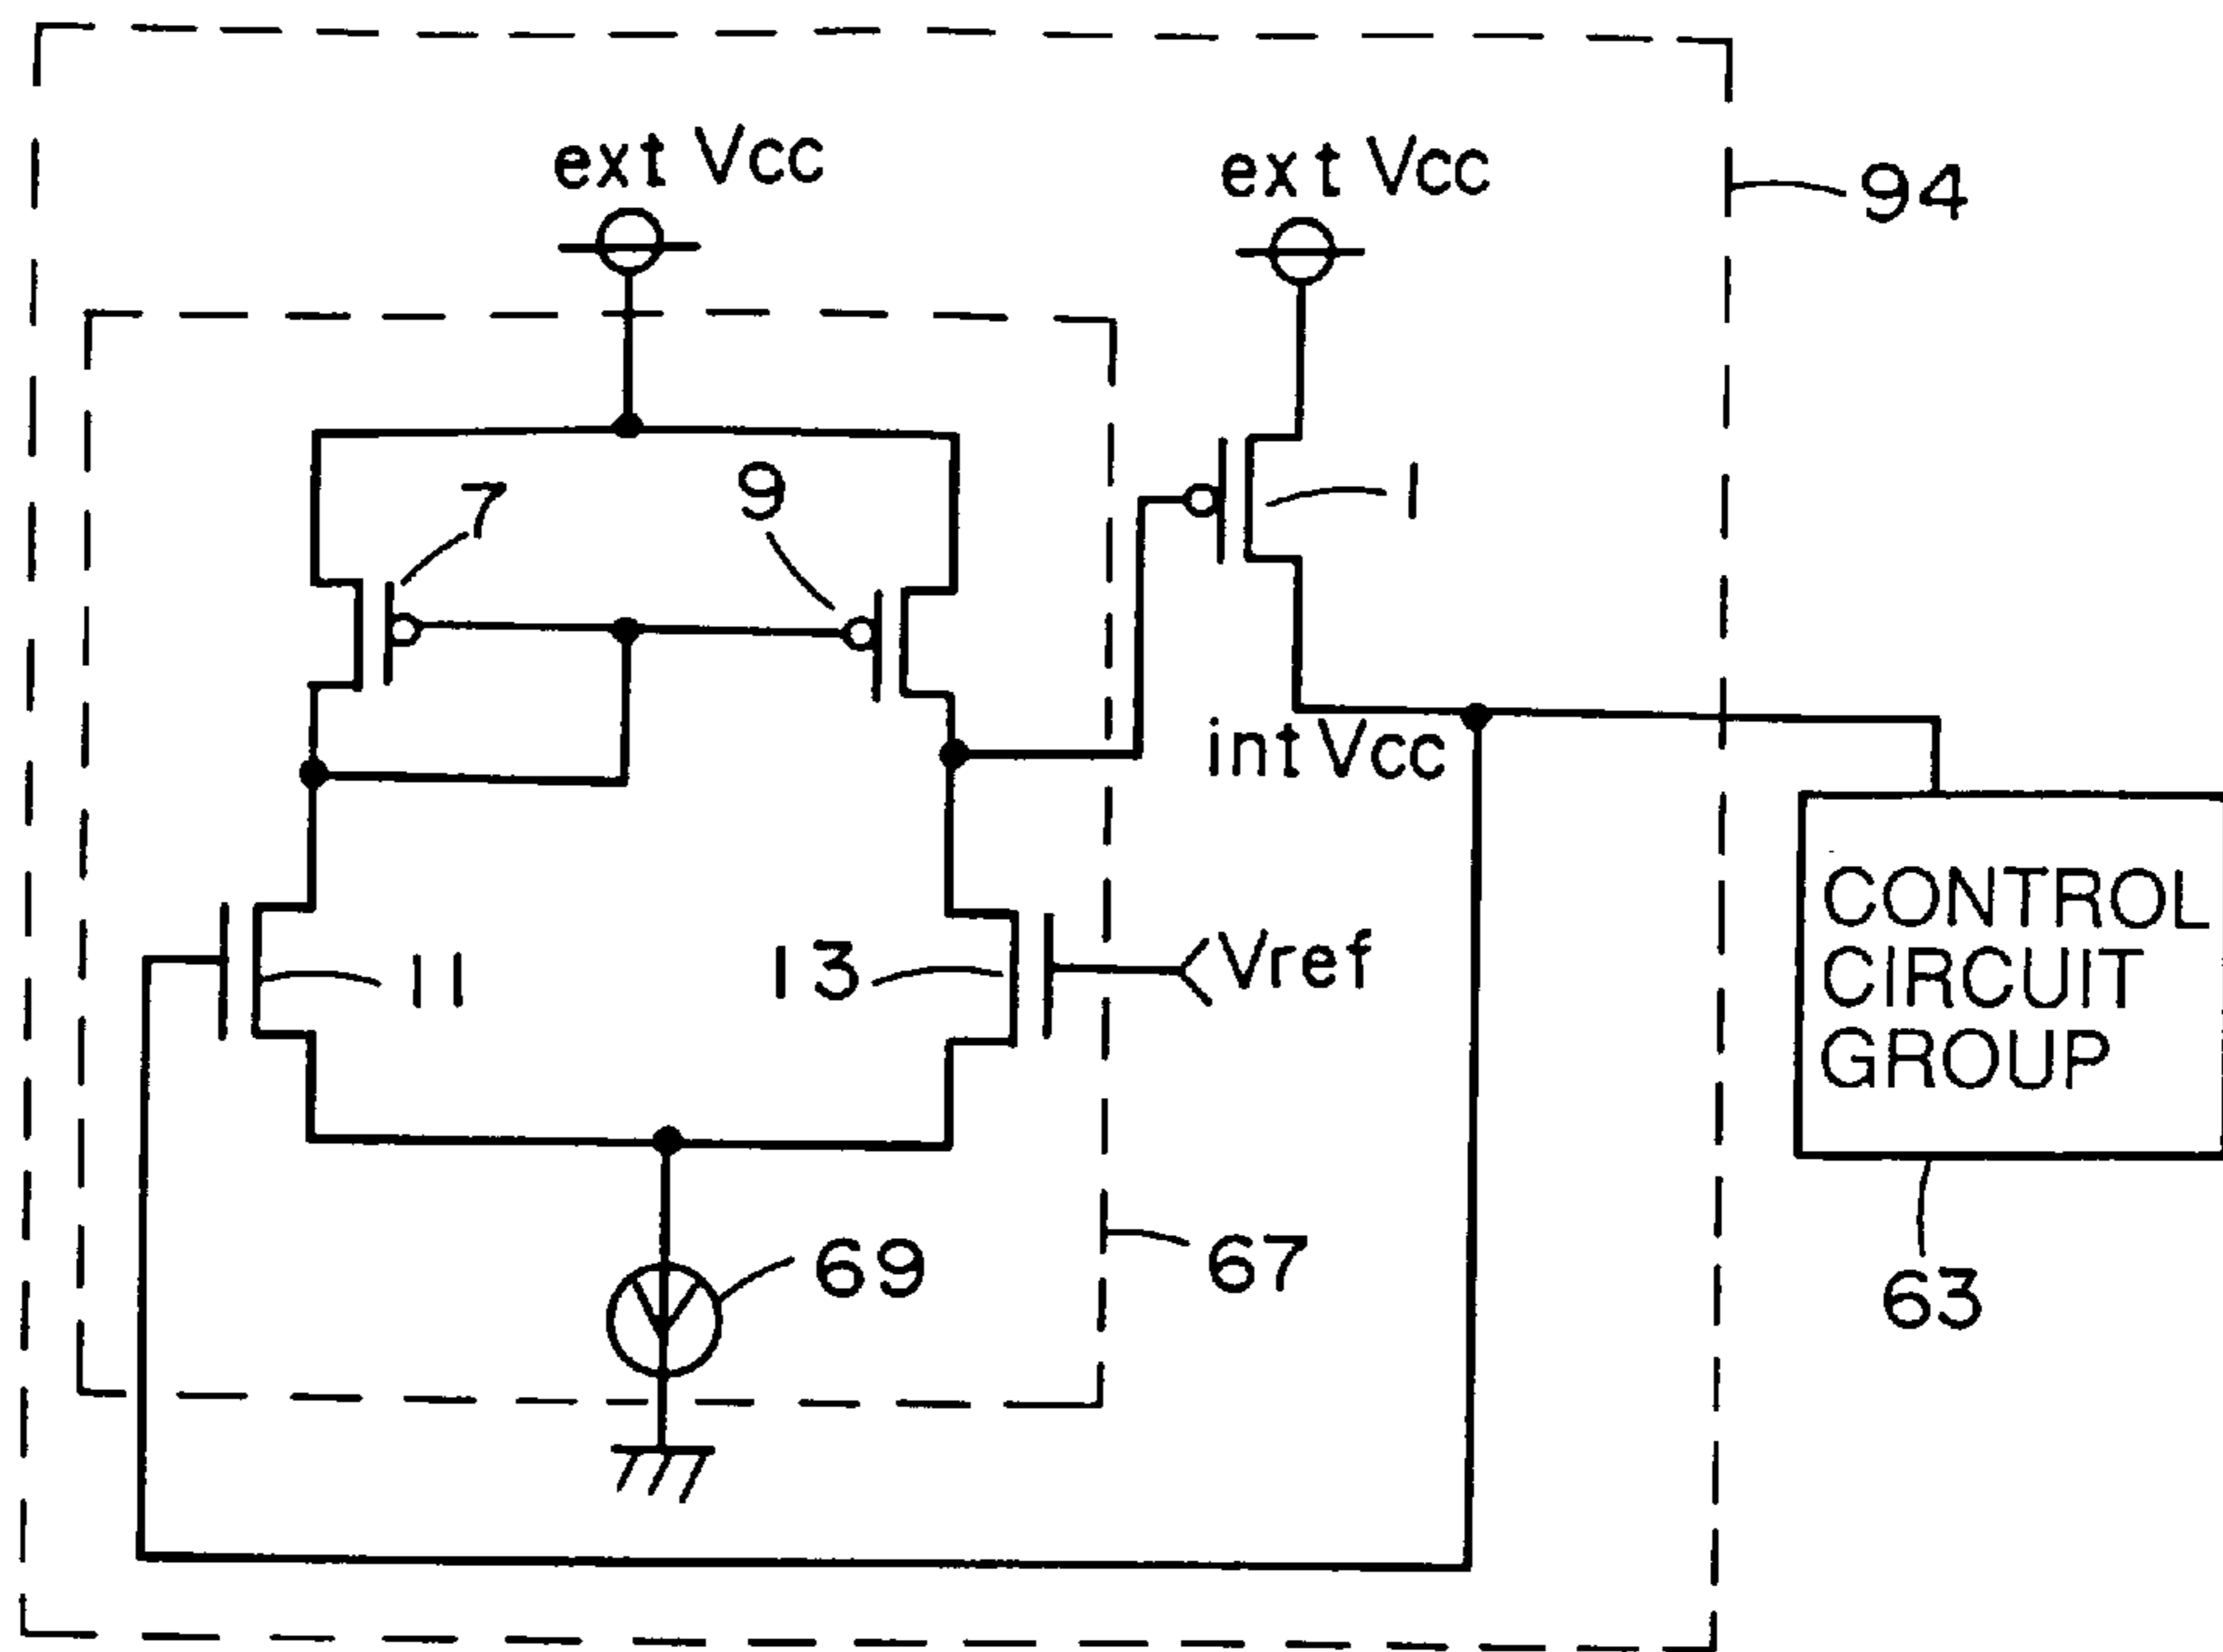 ext Vcc
ext Vcc
94
7
9
1
int Vcc
CONTROL
CIRCUIT
GROUP
11
13
Vref
69
67
63